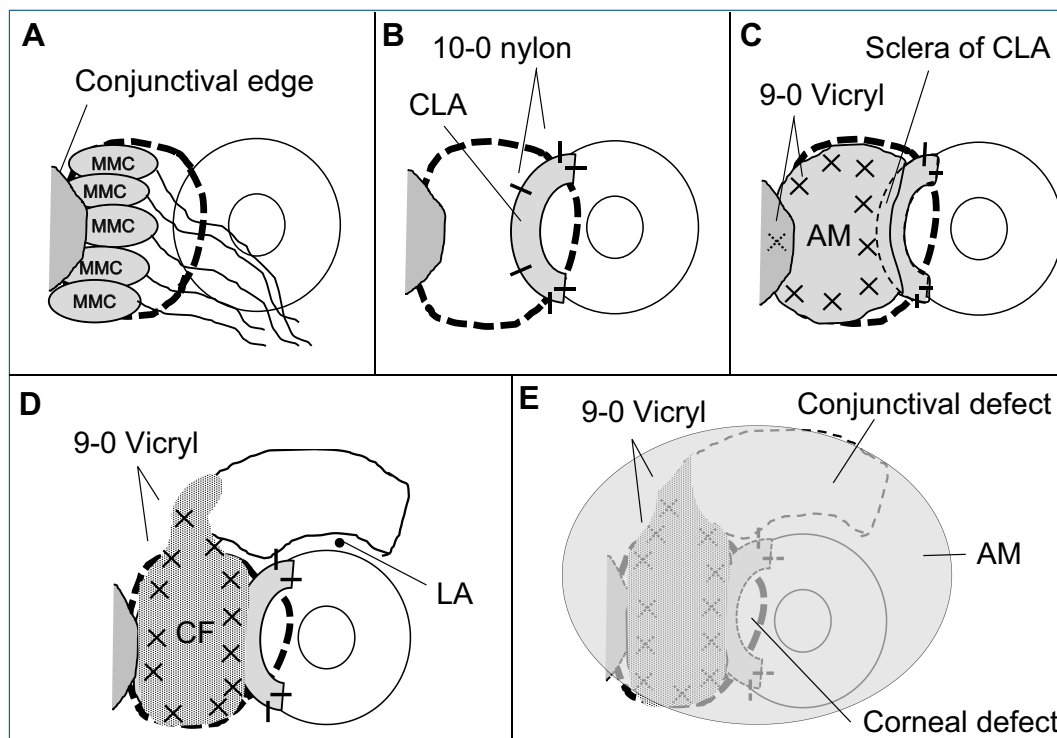 A
Conjunctival edge
MMC
MMC
MMC
MMC
MMC
B
10-0 nylon
CLA
C
Sclera of CLA
9-0 Vicryl
AM
D
9-0 Vicryl
CF
LA
E
9-0 Vicryl
Conjunctival defect
AM
Corneal defect